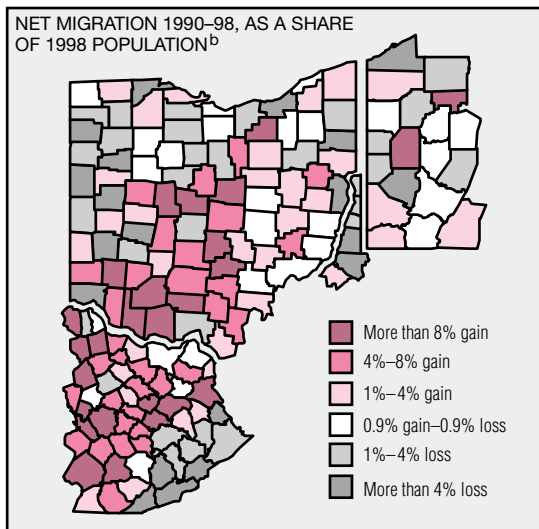 NET MIGRATION 1990–98, AS A SHARE
OF 1998 POPULATIONᵇ
More than 8% gain
4%–8% gain
1%–4% gain
0.9% gain–0.9% loss
1%–4% loss
More than 4% loss